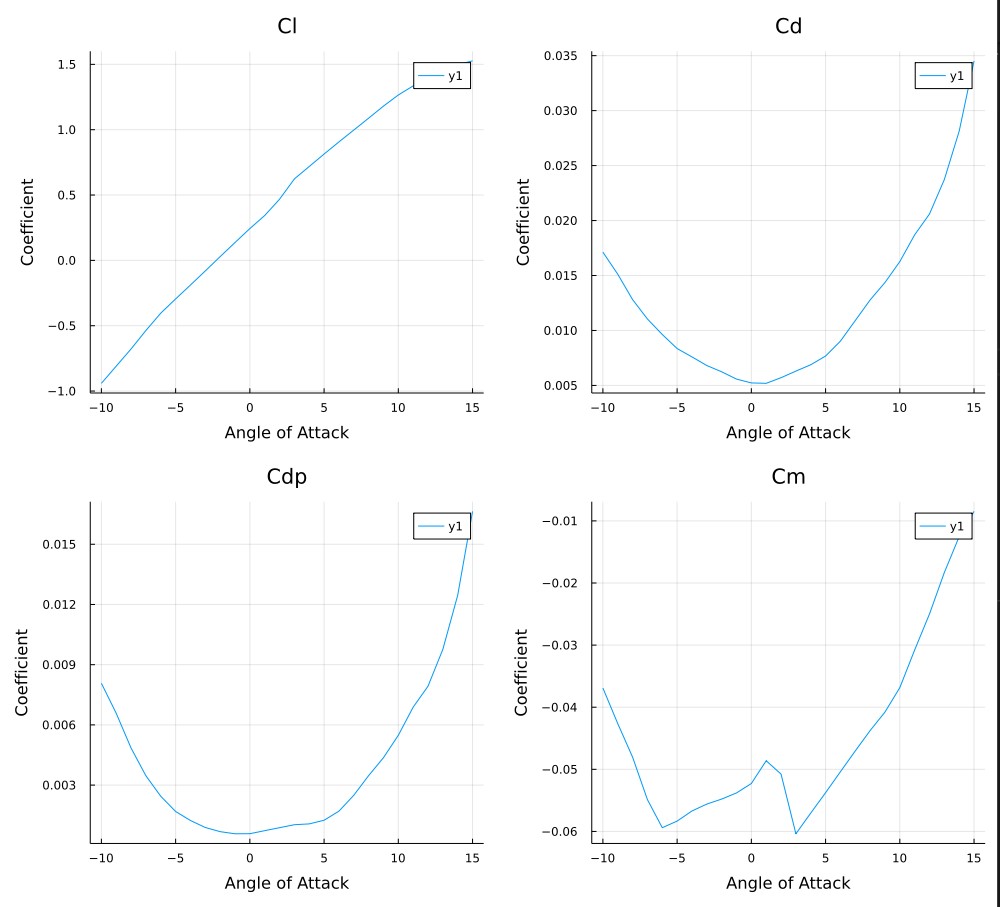 Cl
1.5
1.0
0.5
0.0
−0.5
−1.0
Coefficient
y1
−10 −5 0 5 10 15
Angle of Attack
Cd
0.035
0.030
0.025
0.020
0.015
0.010
0.005
Coefficient
y1
−10 −5 0 5 10 15
Angle of Attack
Cdp
0.015
0.012
0.009
0.006
0.003
Coefficient
y1
−10 −5 0 5 10 15
Angle of Attack
Cm
−0.01
−0.02
−0.03
−0.04
−0.05
−0.06
Coefficient
y1
−10 −5 0 5 10 15
Angle of Attack